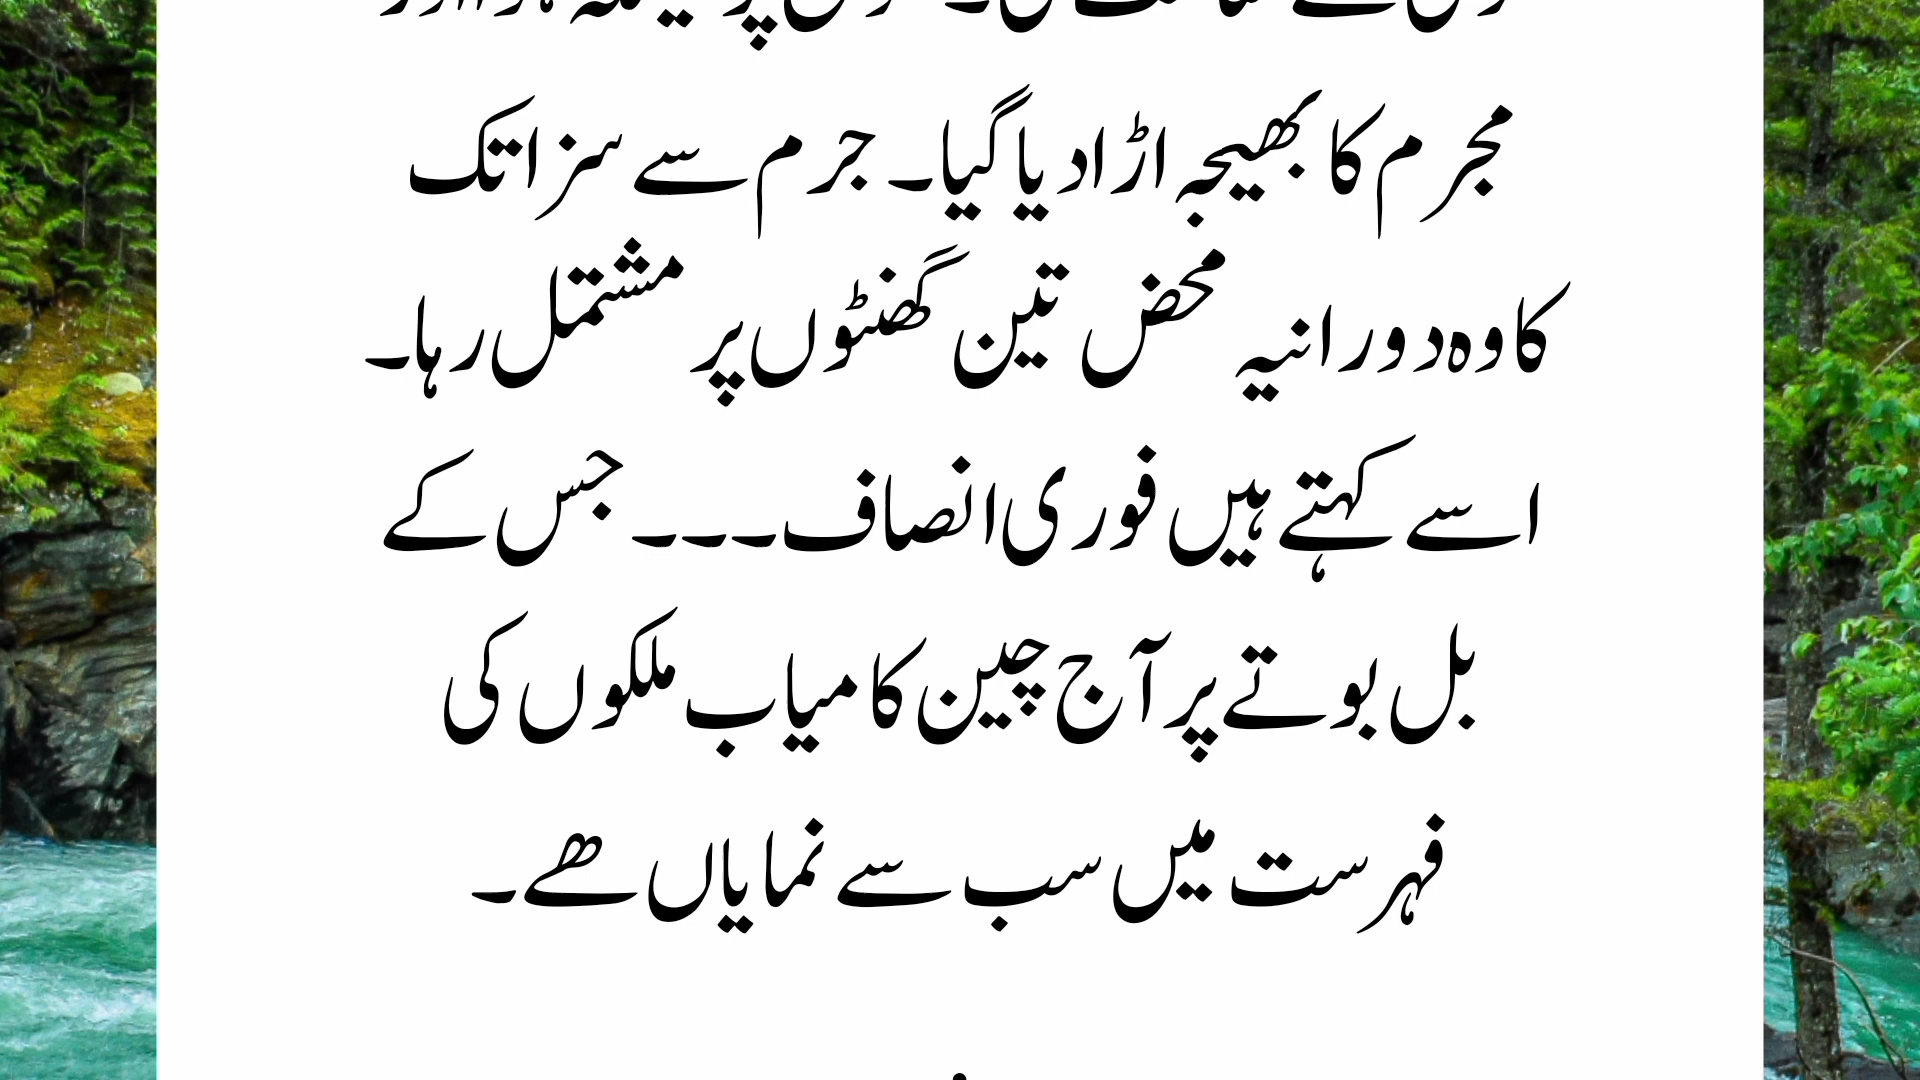 مجرم کا بھیجہ اڑا دیا گیا۔ جرم سے سزا تک
کا وہ دورانیہ محض تین گھنٹوں پر مشتمل رہا۔
اسے کہتے ہیں فوری انصاف۔۔۔ جس کے
بل بوتے پر آج چین کامیاب ملکوں کی
فہرست میں سب سے نمایاں ھے۔